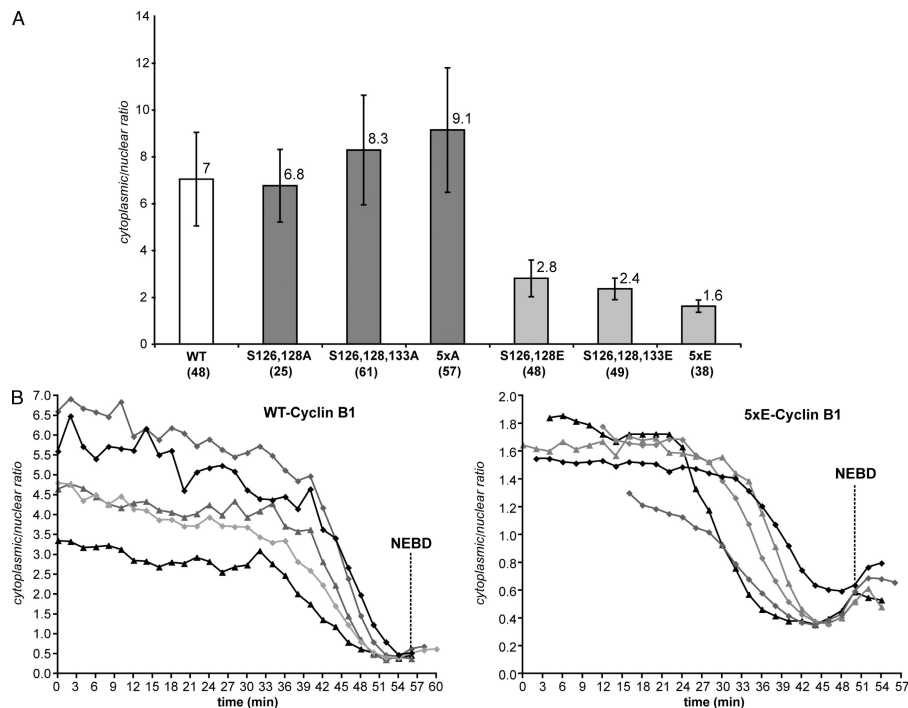 A
14
12
10
8
6
4
2
0
cytoplasmic/nuclear ratio
7
6.8
8.3
9.1
2.8
2.4
1.6
WT S126,128A S126,128,133A 5xA S126,128E S126,128,133E 5xE
(48) (25) (61) (57) (48) (49) (38)
B
WT-Cyclin B1
7.0
6.5
6.0
5.5
5.0
4.5
4.0
3.5
3.0
2.5
2.0
1.5
1.0
0.5
0.0
cytoplasmic/nuclear ratio
NEBD
0 3 6 9 12 15 18 21 24 27 30 33 36 39 42 45 48 51 54 57 60
time (min)
5xE-Cyclin B1
2.0
1.8
1.6
1.4
1.2
1.0
0.8
0.6
0.4
0.2
0.0
cytoplasmic/nuclear ratio
NEBD
0 3 6 9 12 15 18 21 24 27 30 33 36 39 42 45 48 51 54 57
time (min)